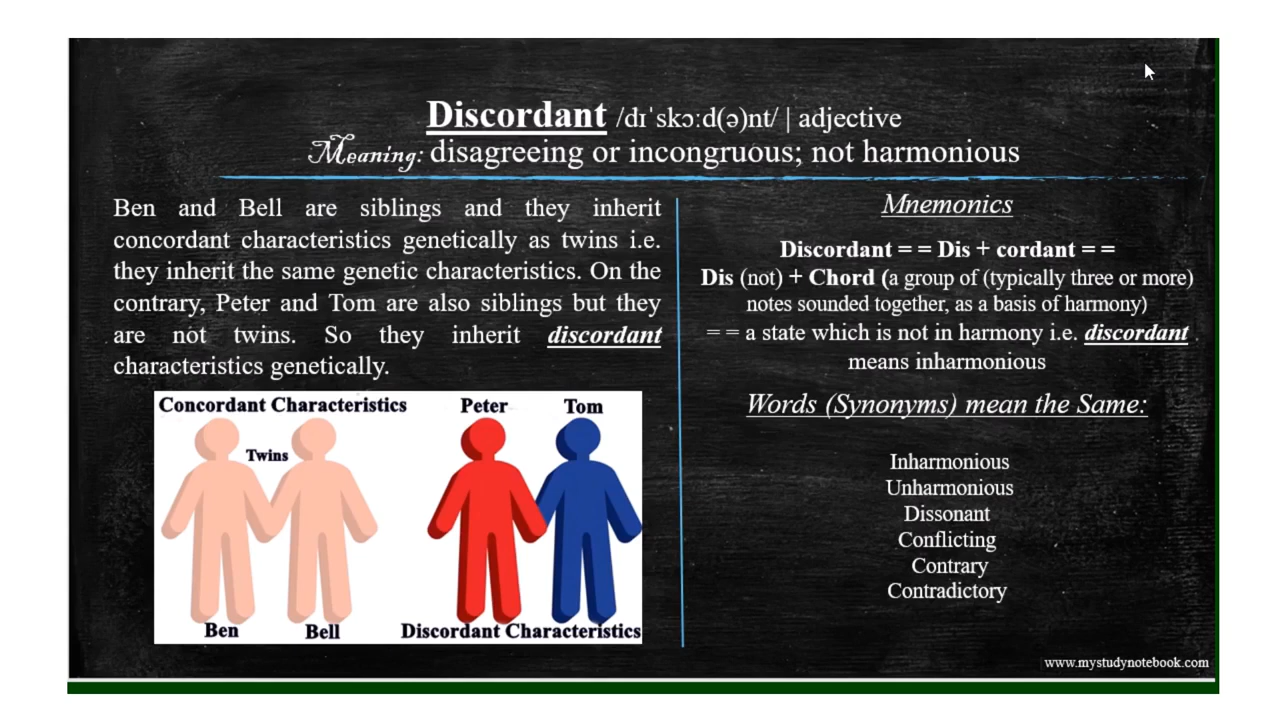 Discordant /dɪˈskɔːd(ə)nt/ | adjective
Meaning: disagreeing or incongruous; not harmonious
Ben and Bell are siblings and they inherit
concordant characteristics genetically as twins i.e.
they inherit the same genetic characteristics. On the
contrary, Peter and Tom are also siblings but they
are not twins. So they inherit discordant
characteristics genetically.
Concordant Characteristics
Peter
Tom
Twins
Ben
Bell
Discordant Characteristics
Mnemonics
Discordant = = Dis + cordant = =
Dis (not) + Chord (a group of (typically three or more)
notes sounded together, as a basis of harmony)
= = a state which is not in harmony i.e. discordant
means inharmonious
Words (Synonyms) mean the Same:
Inharmonious
Unharmonious
Dissonant
Conflicting
Contrary
Contradictory
www.mystudynotebook.com